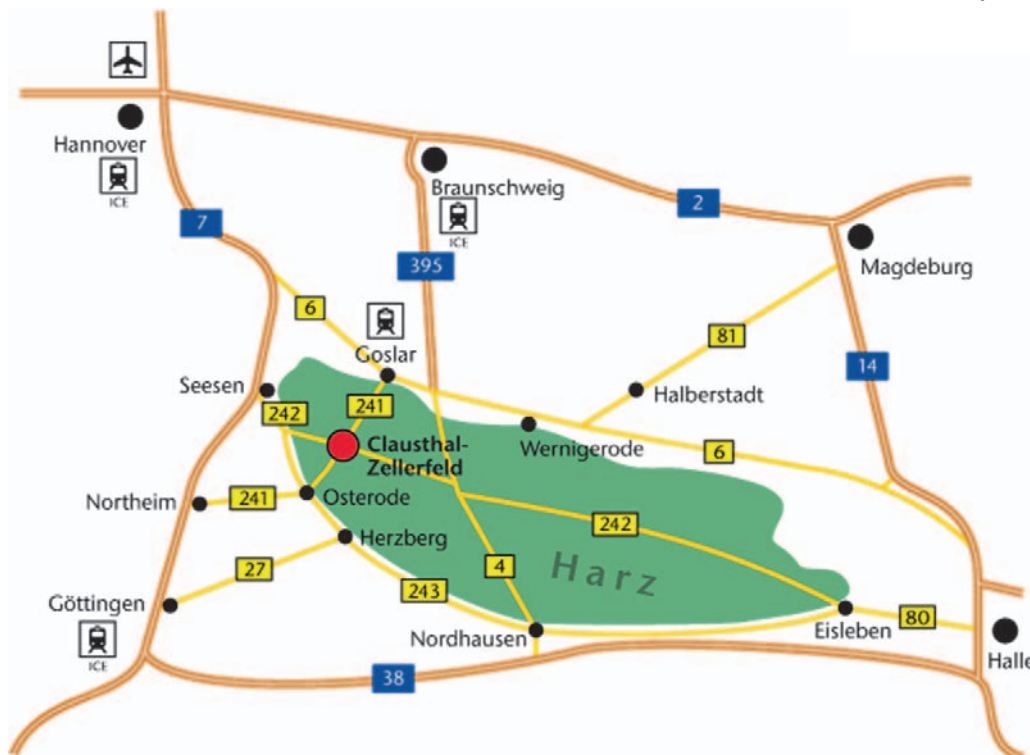 Hannover
ICE
Braunschweig
ICE
7
2
395
Magdeburg
6
81
Goslar
14
Seesen
Halberstadt
242
241
Clausthal-
Zellerfeld
Wernigerode
6
Northeim
241
Osterode
242
Herzberg
27
4
Harz
243
Göttingen
ICE
Nordhausen
Eisleben
80
Halle
38